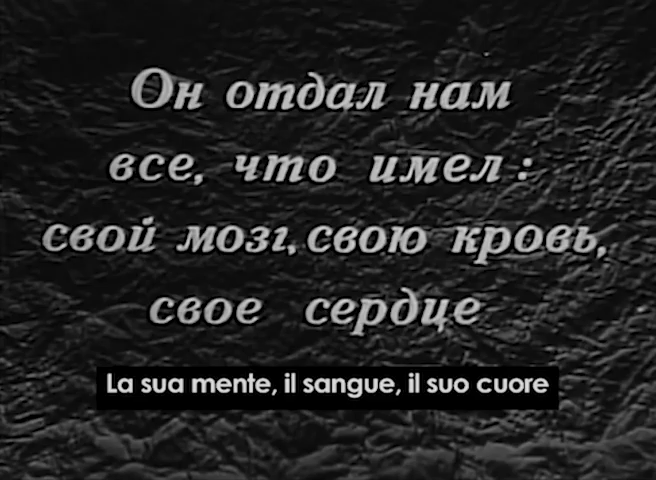 Он отдал нам
все, что имел:
свой мозг, свою кровь,
свое сердце
La sua mente, il sangue, il suo cuore